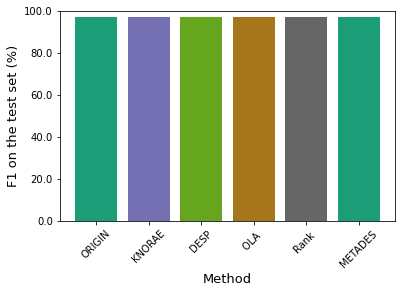 F1 on the test set (%)
100.0
80.0
60.0
40.0
20.0
0.0
ORIGIN
KNORAE
DESP
OLA
Rank
METADES
Method